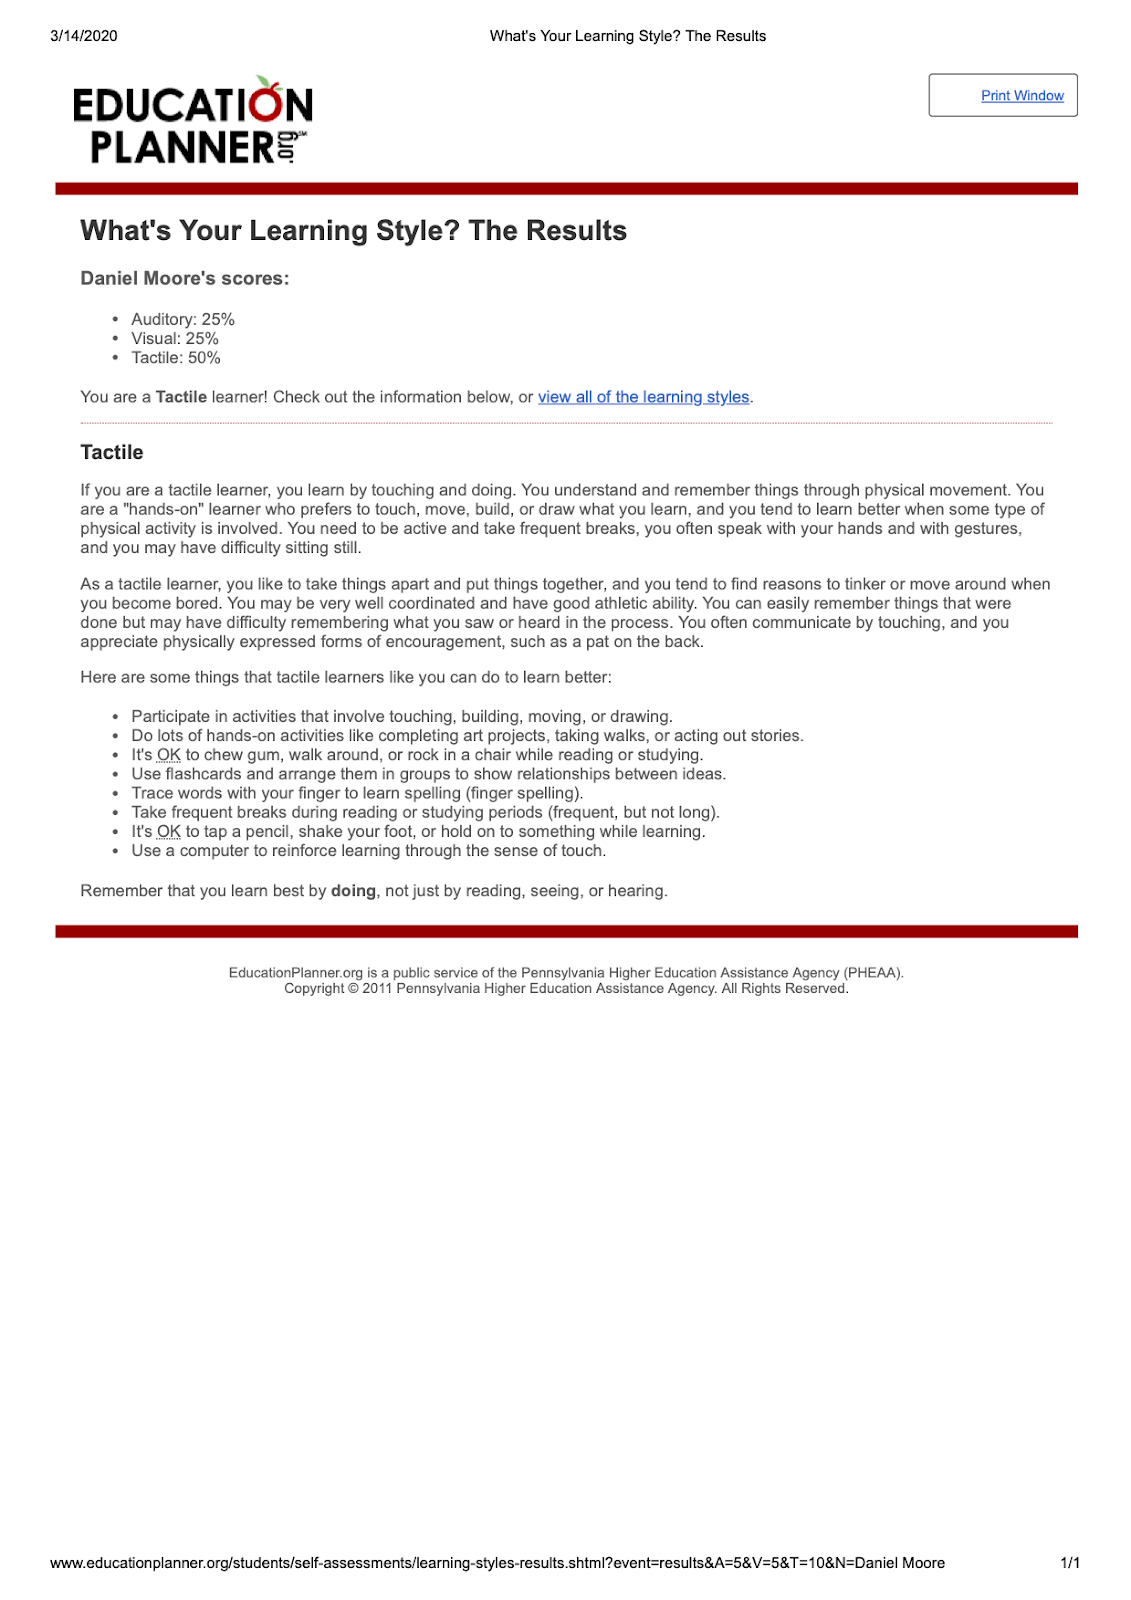 3/14/2020
What's Your Learning Style? The Results
EDUCATION
PLANNER.org℠
Print Window
What's Your Learning Style? The Results
Daniel Moore's scores:
• Auditory: 25%
• Visual: 25%
• Tactile: 50%
You are a Tactile learner! Check out the information below, or view all of the learning styles.
Tactile
If you are a tactile learner, you learn by touching and doing. You understand and remember things through physical movement. You
are a "hands-on" learner who prefers to touch, move, build, or draw what you learn, and you tend to learn better when some type of
physical activity is involved. You need to be active and take frequent breaks, you often speak with your hands and with gestures,
and you may have difficulty sitting still.
As a tactile learner, you like to take things apart and put things together, and you tend to find reasons to tinker or move around when
you become bored. You may be very well coordinated and have good athletic ability. You can easily remember things that were
done but may have difficulty remembering what you saw or heard in the process. You often communicate by touching, and you
appreciate physically expressed forms of encouragement, such as a pat on the back.
Here are some things that tactile learners like you can do to learn better:
• Participate in activities that involve touching, building, moving, or drawing.
• Do lots of hands-on activities like completing art projects, taking walks, or acting out stories.
• It's OK to chew gum, walk around, or rock in a chair while reading or studying.
• Use flashcards and arrange them in groups to show relationships between ideas.
• Trace words with your finger to learn spelling (finger spelling).
• Take frequent breaks during reading or studying periods (frequent, but not long).
• It's OK to tap a pencil, shake your foot, or hold on to something while learning.
• Use a computer to reinforce learning through the sense of touch.
Remember that you learn best by doing, not just by reading, seeing, or hearing.
EducationPlanner.org is a public service of the Pennsylvania Higher Education Assistance Agency (PHEAA).
Copyright © 2011 Pennsylvania Higher Education Assistance Agency. All Rights Reserved.
www.educationplanner.org/students/self-assessments/learning-styles-results.shtml?event=results&A=5&V=5&T=10&N=Daniel Moore
1/1